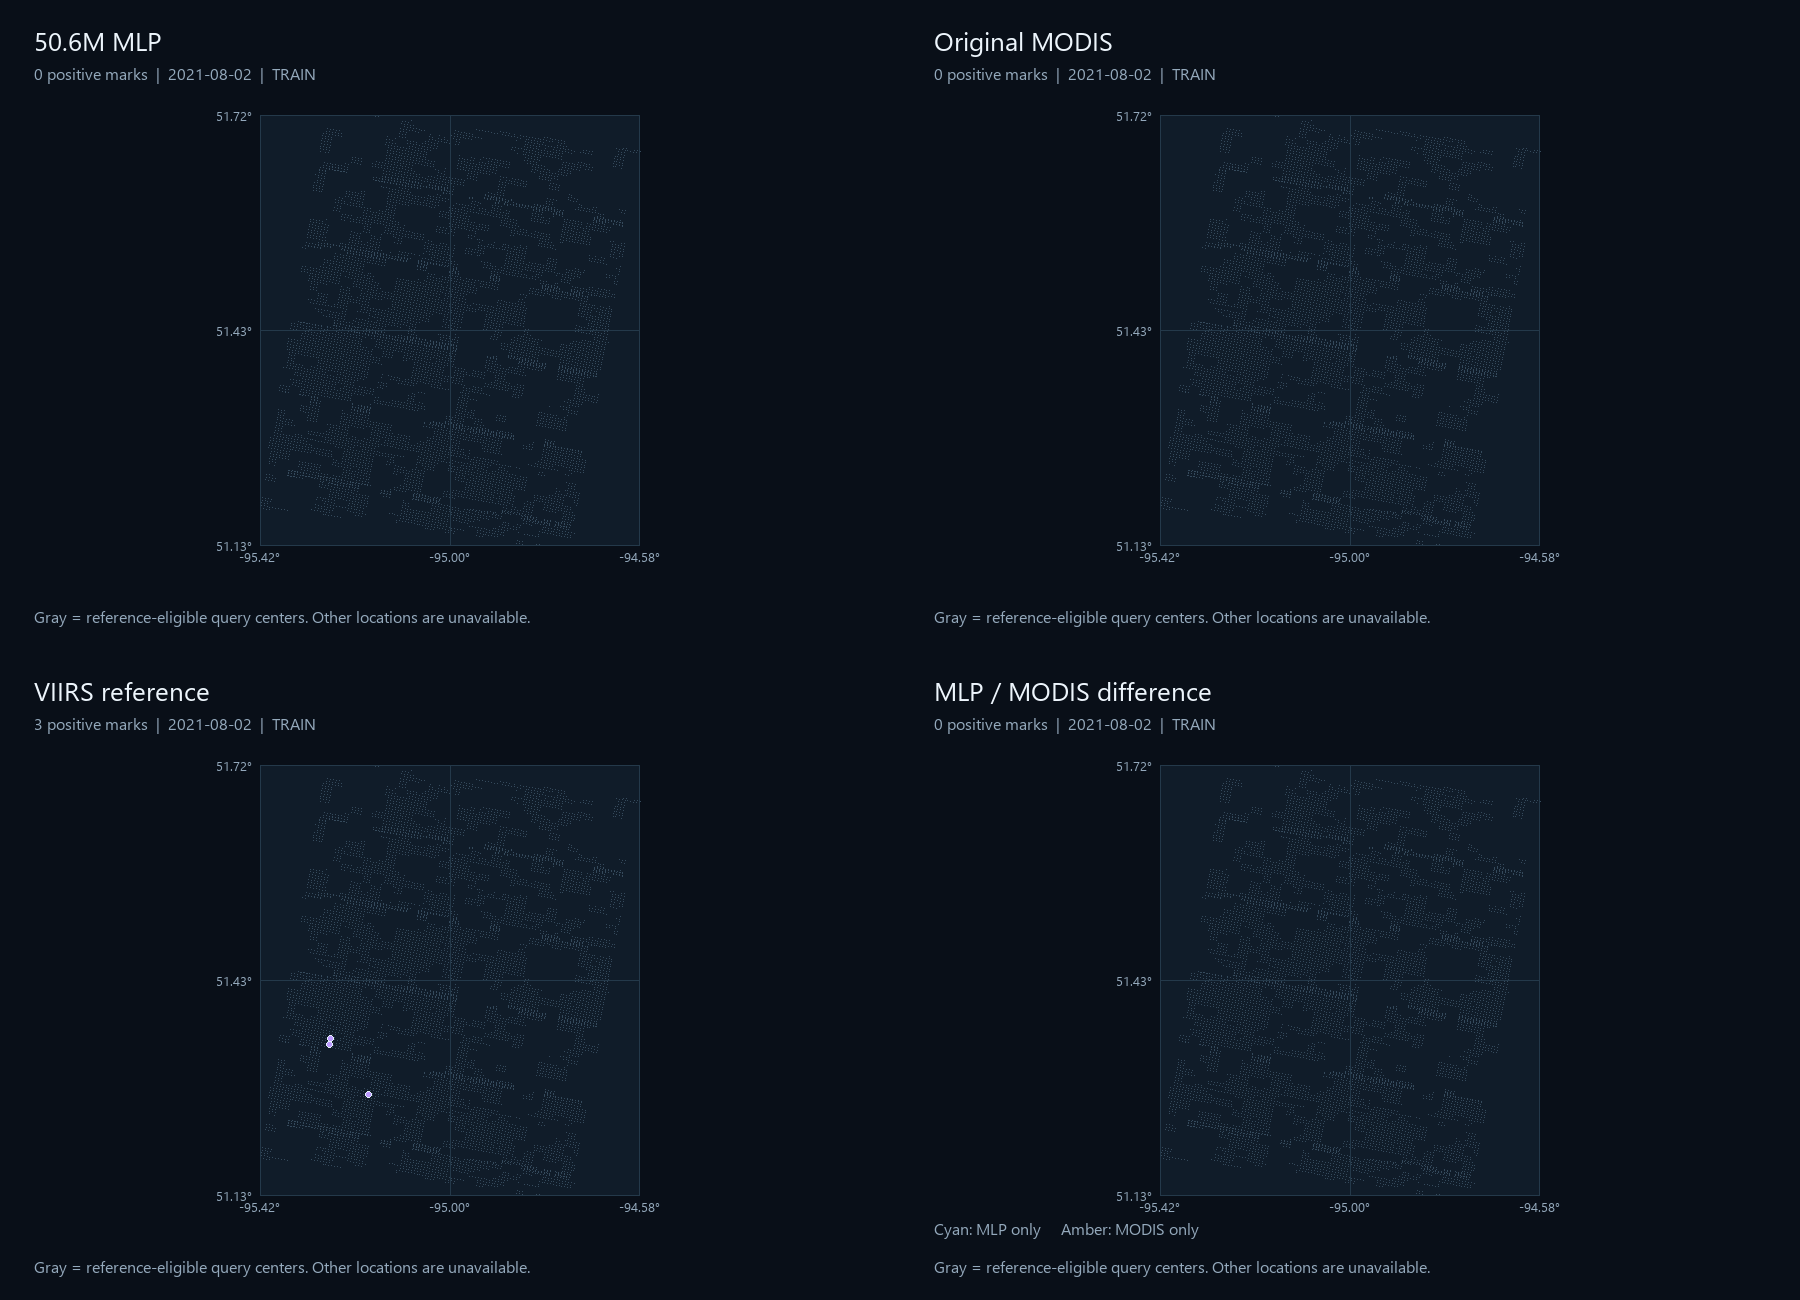 50.6M MLP
0 positive marks | 2021-08-02 | TRAIN
51.72°
51.43°
51.13°
-95.42° -95.00° -94.58°
Gray = reference-eligible query centers. Other locations are unavailable.
Original MODIS
0 positive marks | 2021-08-02 | TRAIN
51.72°
51.43°
51.13°
-95.42° -95.00° -94.58°
Gray = reference-eligible query centers. Other locations are unavailable.
VIIRS reference
3 positive marks | 2021-08-02 | TRAIN
51.72°
51.43°
51.13°
-95.42° -95.00° -94.58°
Gray = reference-eligible query centers. Other locations are unavailable.
MLP / MODIS difference
0 positive marks | 2021-08-02 | TRAIN
51.72°
51.43°
51.13°
-95.42° -95.00° -94.58°
Cyan: MLP only Amber: MODIS only
Gray = reference-eligible query centers. Other locations are unavailable.